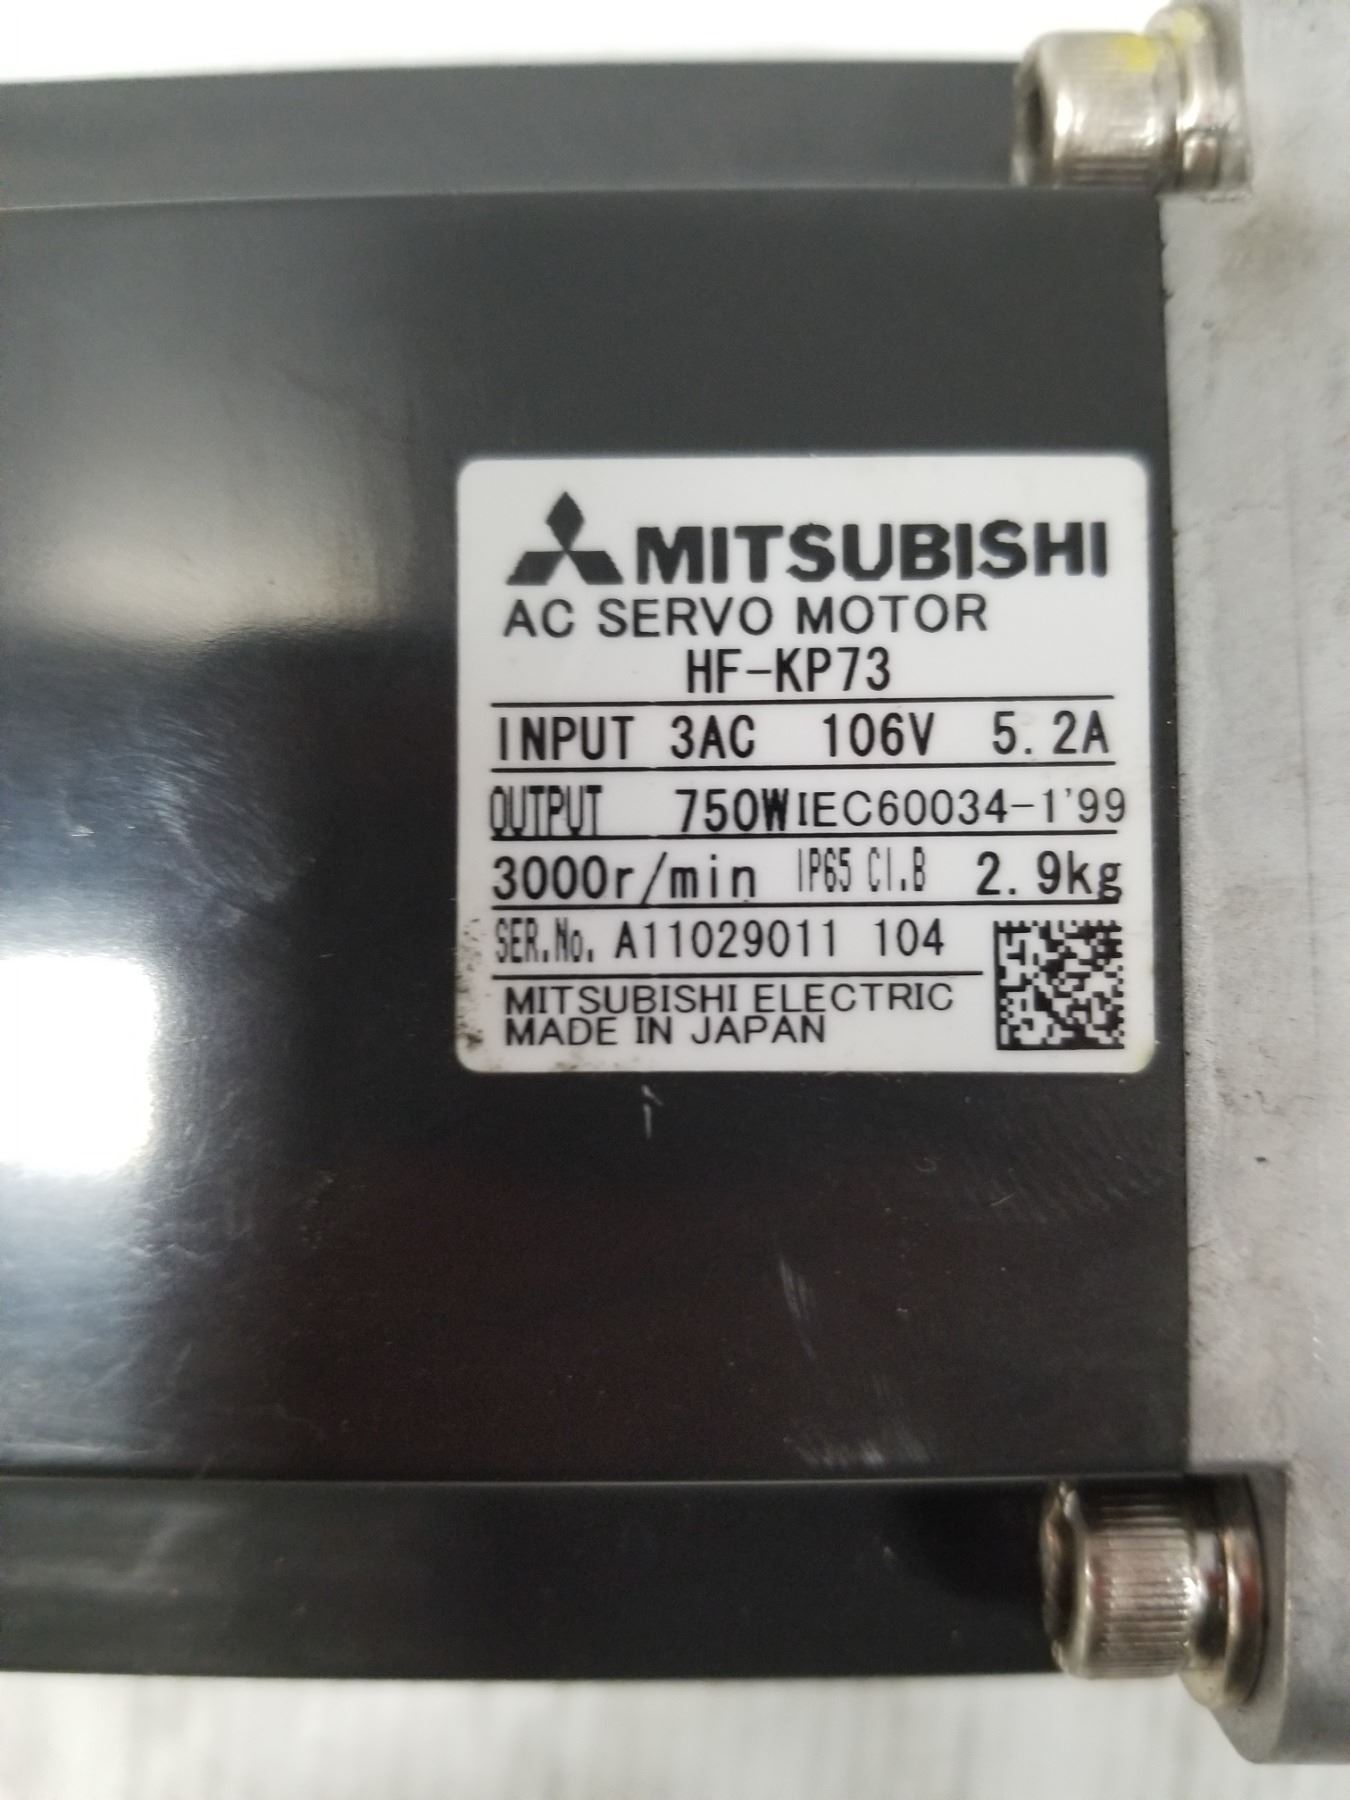 MITSUBISHI
AC SERVO MOTOR
HF-KP73
INPUT 3AC 106V 5.2A
OUTPUT 750W IEC60034-1'99
3000r/min IP65 CI.B 2.9kg
SER.No. A11029011 104
MITSUBISHI ELECTRIC
MADE IN JAPAN